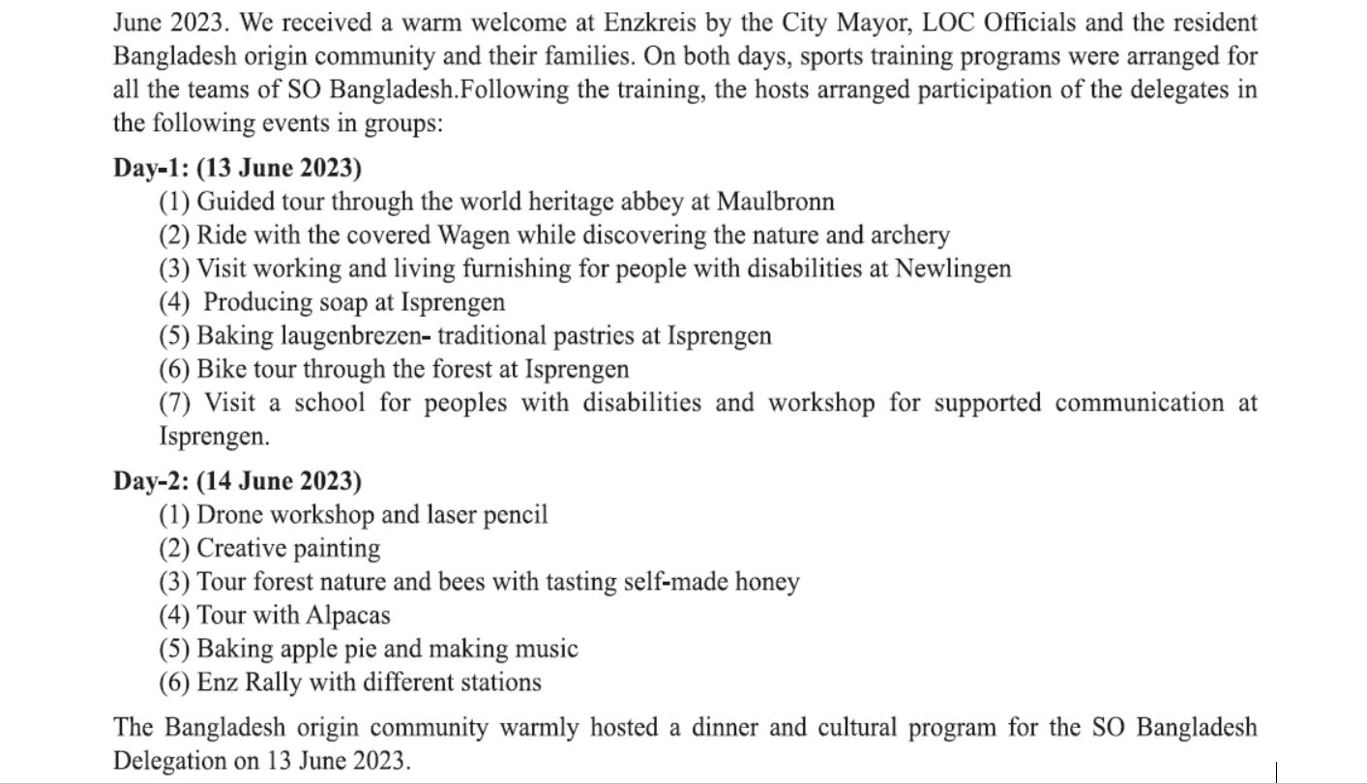 June 2023. We received a warm welcome at Enzkreis by the City Mayor, LOC Officials and the resident
Bangladesh origin community and their families. On both days, sports training programs were arranged for
all the teams of SO Bangladesh.Following the training, the hosts arranged participation of the delegates in
the following events in groups:
Day-1: (13 June 2023)
(1) Guided tour through the world heritage abbey at Maulbronn
(2) Ride with the covered Wagen while discovering the nature and archery
(3) Visit working and living furnishing for people with disabilities at Newlingen
(4) Producing soap at Isprengen
(5) Baking laugenbrezen- traditional pastries at Isprengen
(6) Bike tour through the forest at Isprengen
(7) Visit a school for peoples with disabilities and workshop for supported communication at
Isprengen.
Day-2: (14 June 2023)
(1) Drone workshop and laser pencil
(2) Creative painting
(3) Tour forest nature and bees with tasting self-made honey
(4) Tour with Alpacas
(5) Baking apple pie and making music
(6) Enz Rally with different stations
The Bangladesh origin community warmly hosted a dinner and cultural program for the SO Bangladesh
Delegation on 13 June 2023.